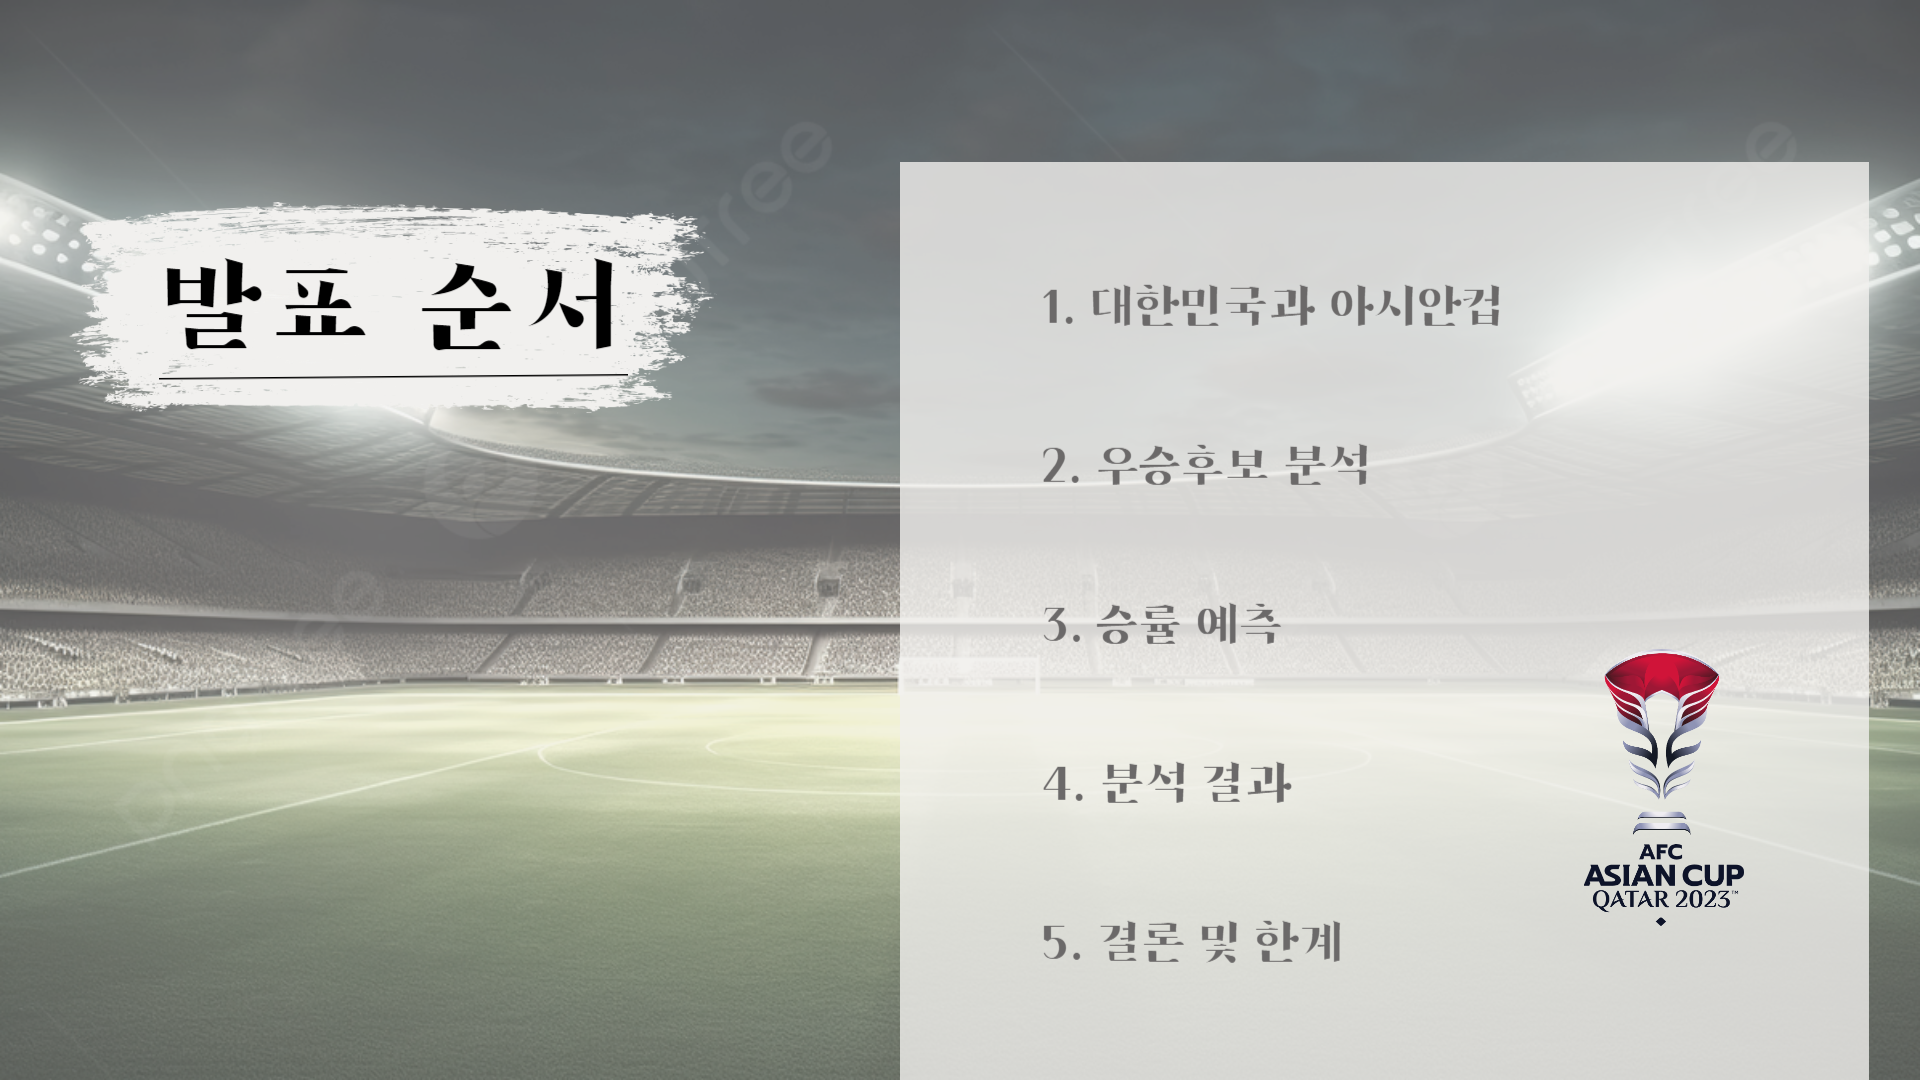 발표 순서
1. 대한민국과 아시안컵
2. 우승후보 분석
3. 승률 예측
4. 분석 결과
5. 결론 및 한계
AFC
ASIAN CUP
QATAR 2023™